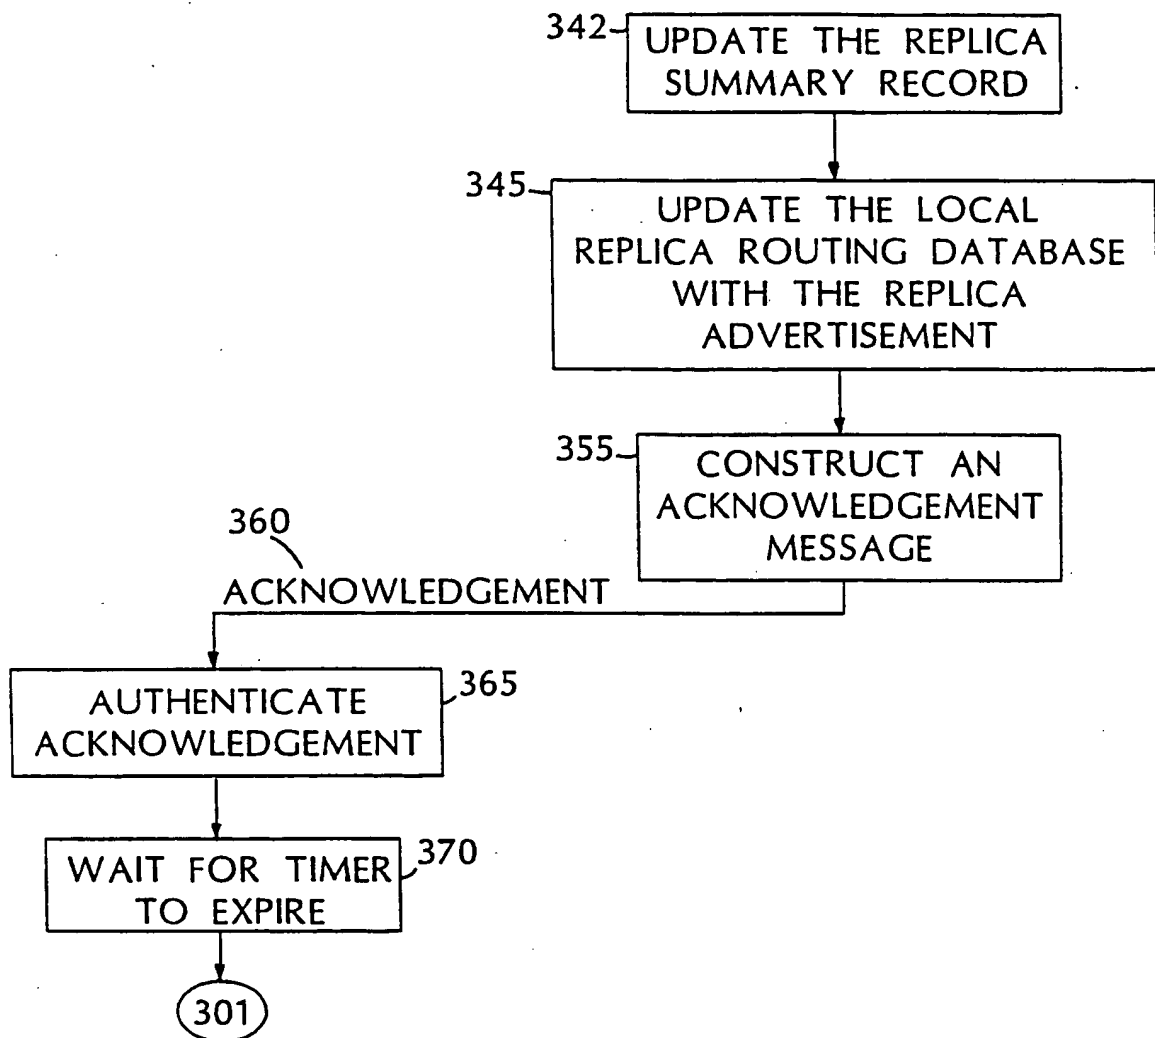 342
UPDATE THE REPLICA
SUMMARY RECORD
345
UPDATE THE LOCAL
REPLICA ROUTING DATABASE
WITH THE REPLICA
ADVERTISEMENT
355
CONSTRUCT AN
ACKNOWLEDGEMENT
MESSAGE
360
ACKNOWLEDGEMENT
AUTHENTICATE
ACKNOWLEDGEMENT
365
WAIT FOR TIMER
TO EXPIRE
370
301